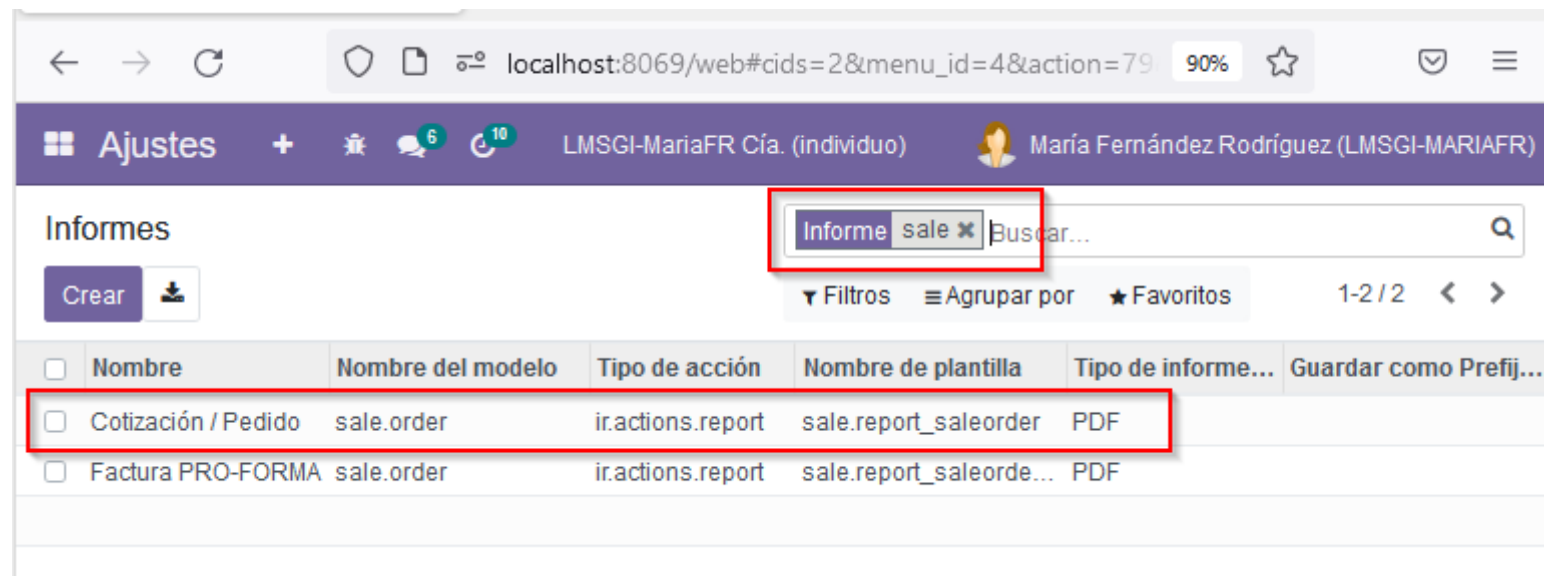 localhost:8069/web#cids=2&menu_id=4&action=79 90%
Ajustes 6 10 LMSGI-MariaFR Cía. (individuo) María Fernández Rodríguez (LMSGI-MARIAFR)
Informes Informe sale Buscar...
Crear Filtros Agrupar por Favoritos 1-2 / 2
Nombre Nombre del modelo Tipo de acción Nombre de plantilla Tipo de informe... Guardar como Prefij...
Cotización / Pedido sale.order ir.actions.report sale.report_saleorder PDF
Factura PRO-FORMA sale.order ir.actions.report sale.report_saleorde... PDF